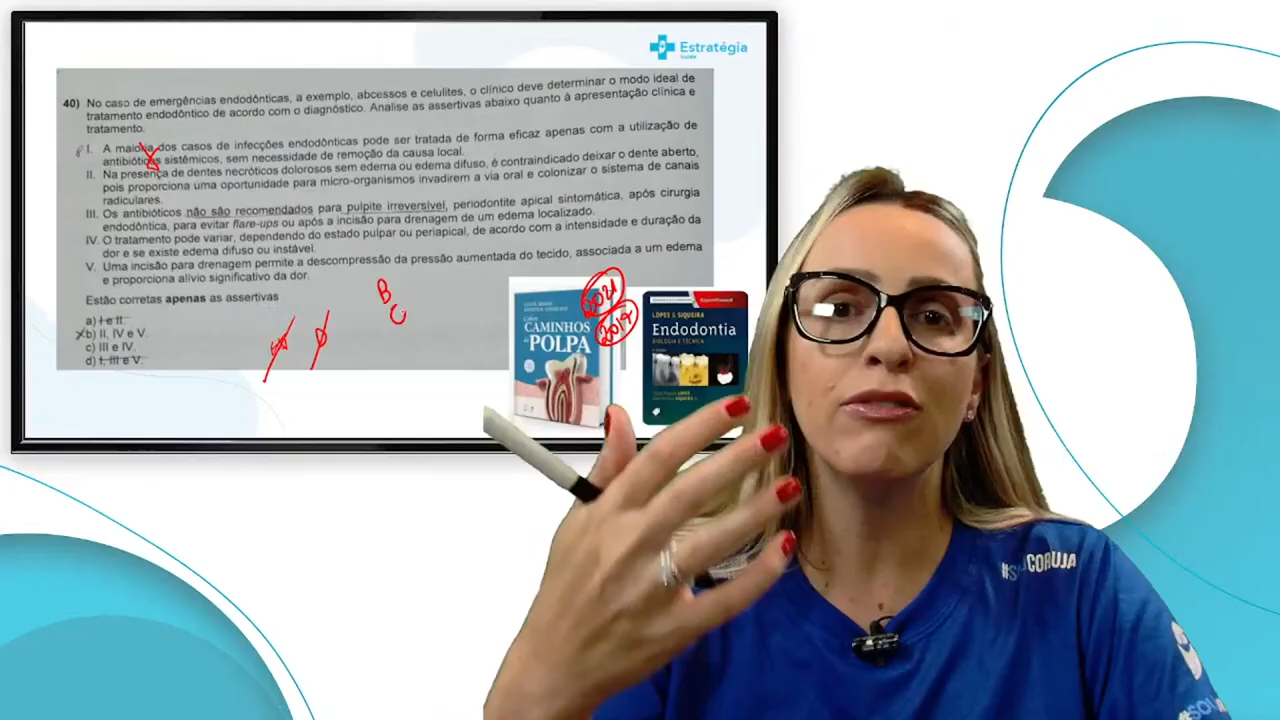 Estratégia
40) No caso de emergências endodônticas, a exemplo, abcessos e celulites, o clínico deve determinar o modo ideal de
tratamento endodôntico de acordo com o diagnóstico. Analise as assertivas abaixo quanto à apresentação clínica e
tratamento.
I. A maioria dos casos de infecções endodônticas pode ser tratada de forma eficaz apenas com a utilização de
antibióticos sistêmicos, sem necessidade de remoção da causa local.
II. Na presença de dentes necróticos dolorosos sem edema ou edema difuso, é contraindicado deixar o dente aberto,
pois proporciona uma oportunidade para micro-organismos invadirem a via oral e colonizar o sistema de canais
radiculares.
III. Os antibióticos não são recomendados para pulpite irreversível, periodontite apical sintomática, após cirurgia
endodôntica, para evitar flare-ups ou após a incisão para drenagem de um edema localizado.
IV. O tratamento pode variar, dependendo do estado pulpar ou periapical, de acordo com a intensidade e duração da
dor e se existe edema difuso ou instável.
V. Uma incisão para drenagem permite a descompressão da pressão aumentada do tecido, associada a um edema
e proporciona alívio significativo da dor.
Estão corretas apenas as assertivas
a) I e II.
b) II, IV e V.
c) III e IV.
d) I, III e V.
B
C
2021
2019
CAMINHOS
da POLPA
LOPES & SIQUEIRA
Endodontia
BIOLOGIA E TÉCNICA
CORUJA